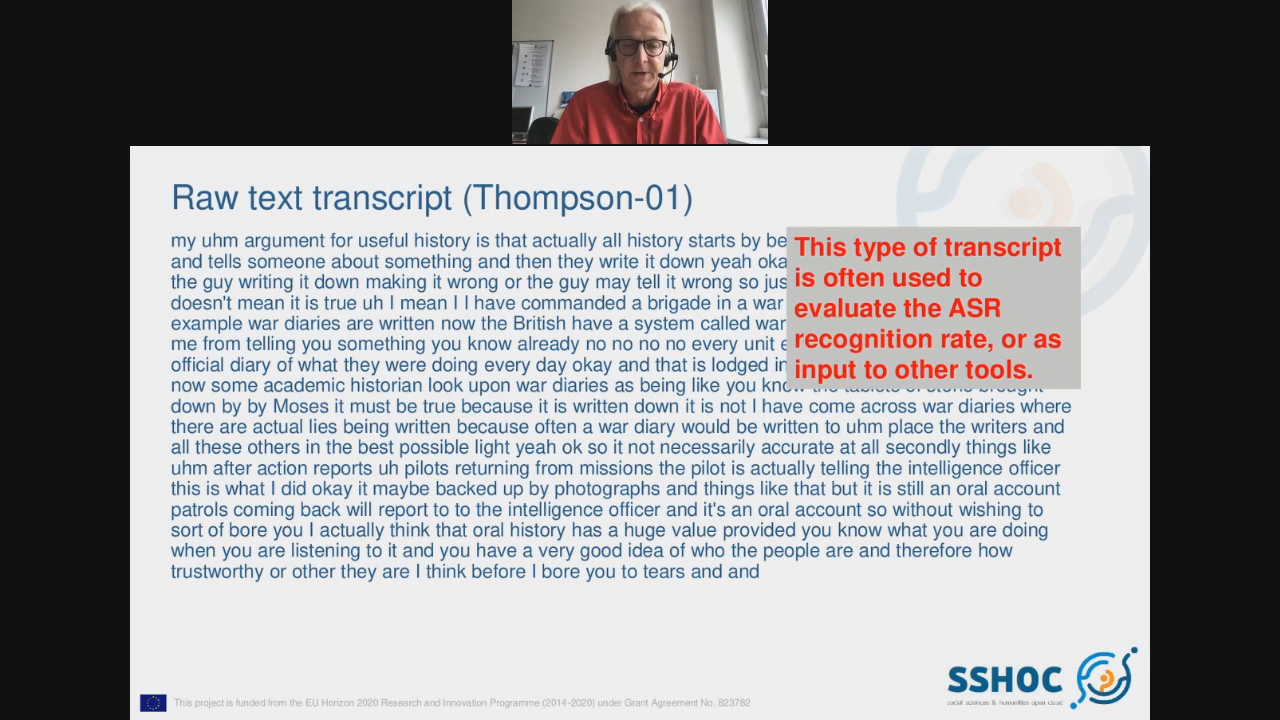 Raw text transcript (Thompson-01)
my uhm argument for useful history is that actually all history starts by be
and tells someone about something and then they write it down yeah oka
the guy writing it down making it wrong or the guy may tell it wrong so jus
doesn't mean it is true uh I mean I I have commanded a brigade in a war
example war diaries are written now the British have a system called war
me from telling you something you know already no no no no every unit e
official diary of what they were doing every day okay and that is lodged in
now some academic historian look upon war diaries as being like you know the tablets of stone brought
down by by Moses it must be true because it is written down it is not I have come across war diaries where
there are actual lies being written because often a war diary would be written to uhm place the writers and
all these others in the best possible light yeah ok so it not necessarily accurate at all secondly things like
uhm after action reports uh pilots returning from missions the pilot is actually telling the intelligence officer
this is what I did okay it maybe backed up by photographs and things like that but it is still an oral account
patrols coming back will report to to the intelligence officer and it's an oral account so without wishing to
sort of bore you I actually think that oral history has a huge value provided you know what you are doing
when you are listening to it and you have a very good idea of who the people are and therefore how
trustworthy or other they are I think before I bore you to tears and and
This type of transcript
is often used to
evaluate the ASR
recognition rate, or as
input to other tools.
SSHOC
social sciences & humanities open cloud
This project is funded from the EU Horizon 2020 Research and Innovation Programme (2014-2020) under Grant Agreement No. 823782